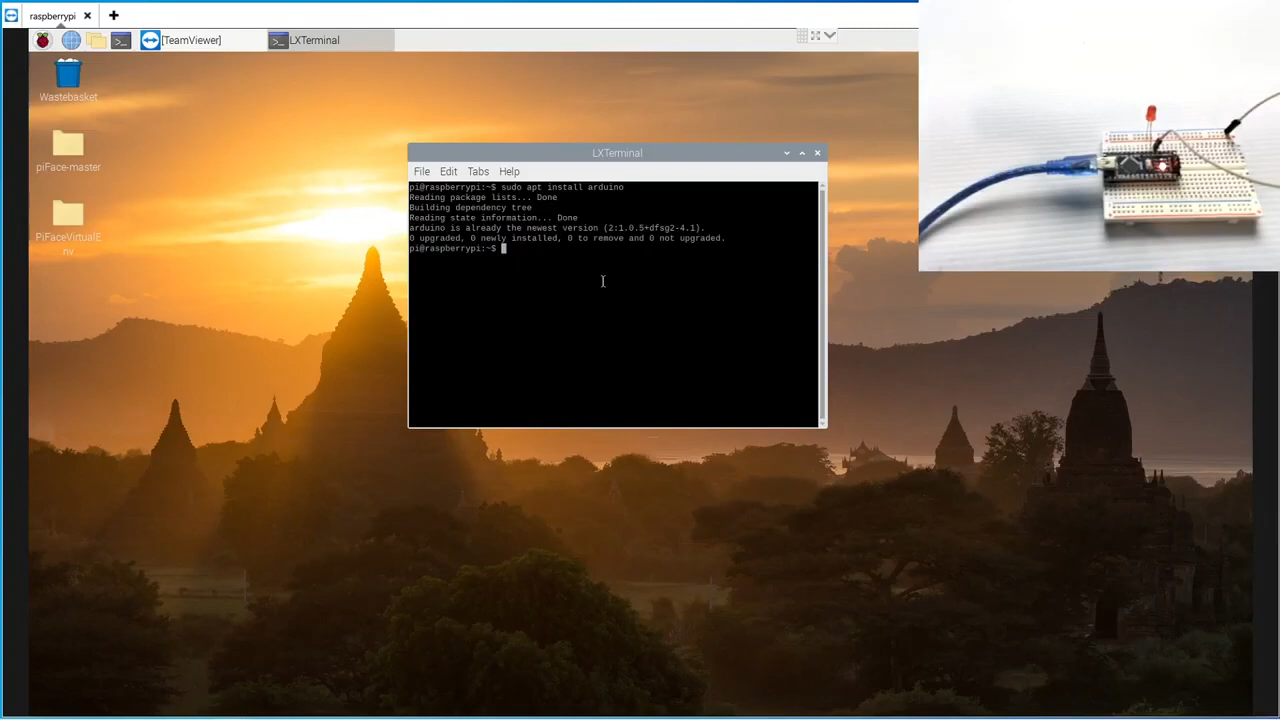 raspberrypi
[TeamViewer]
LXTerminal
Wastebasket
piFace-master
PiFaceVirtualE
nv
LXTerminal
File Edit Tabs Help
pi@raspberrypi:~$ sudo apt install arduino
Reading package lists... Done
Building dependency tree
Reading state information... Done
arduino is already the newest version (2:1.0.5+dfsg2-4.1).
0 upgraded, 0 newly installed, 0 to remove and 0 not upgraded.
pi@raspberrypi:~$